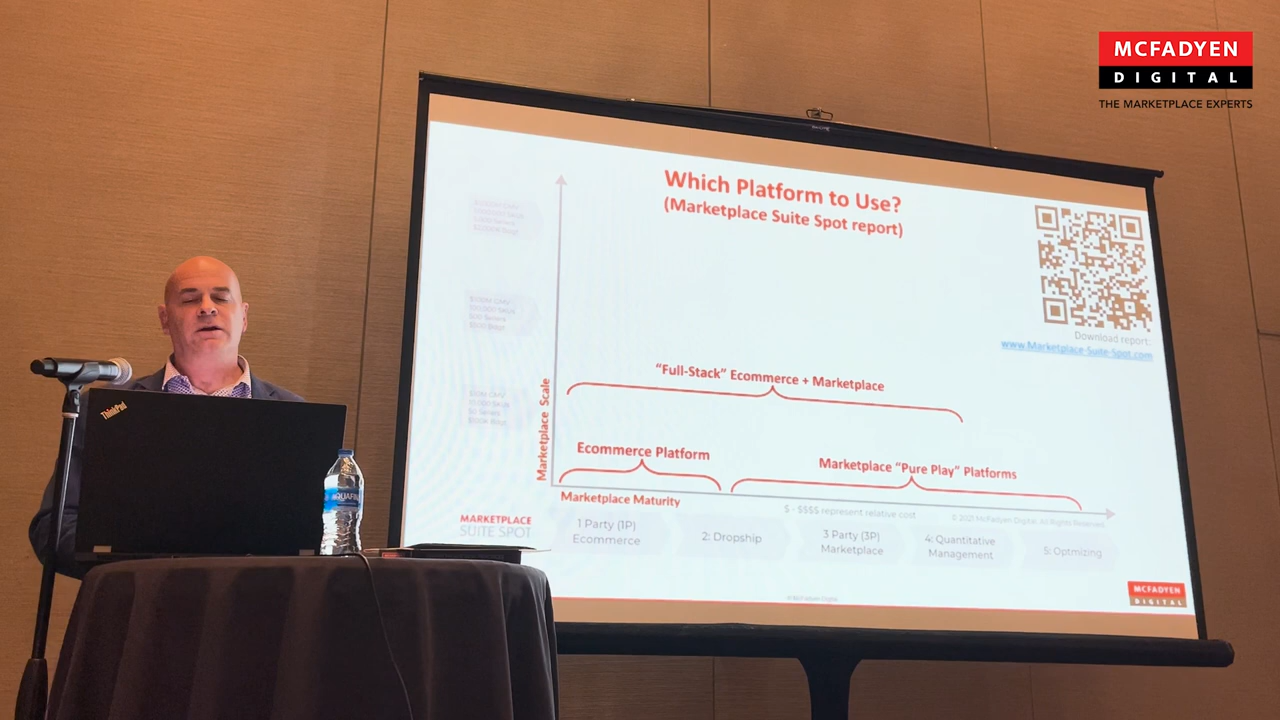 MCFADYEN
DIGITAL
THE MARKETPLACE EXPERTS
Which Platform to Use?
(Marketplace Suite Spot report)
Download report:
www.Marketplace-Suite-Spot.com
"Full-Stack" Ecommerce + Marketplace
Marketplace Scale
Ecommerce Platform
Marketplace "Pure Play" Platforms
Marketplace Maturity
$ - $$$$ represent relative cost
© 2021 McFadyen Digital, All Rights Reserved
MARKETPLACE
SUITE SPOT
1 Party (1P)
Ecommerce
2: Dropship
3 Party (3P)
Marketplace
4: Quantitative
Management
5: Optmizing
MCFADYEN
DIGITAL
ThinkPad